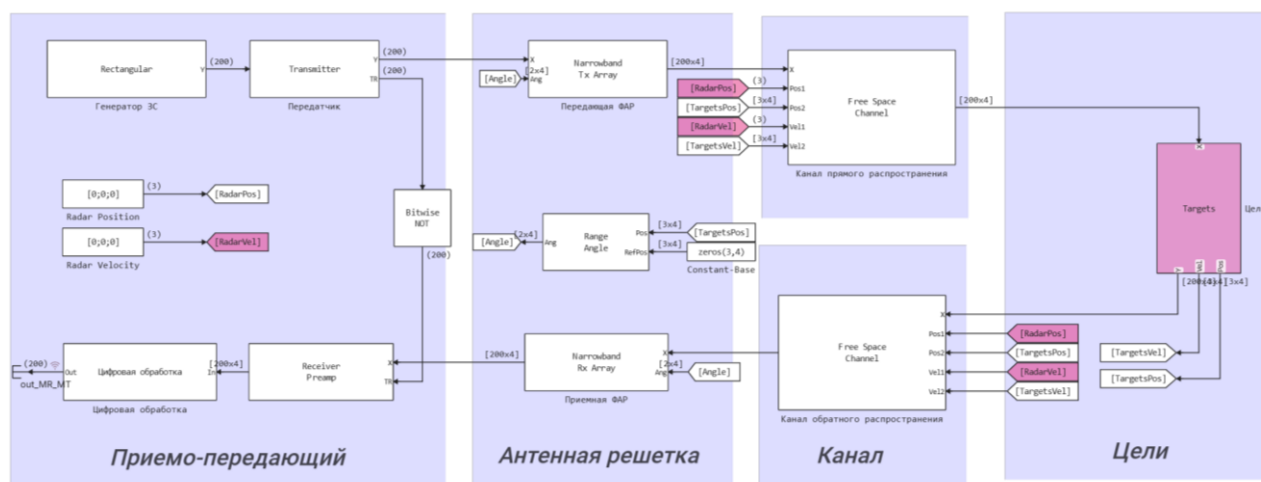 Rectangular
Y
(200)
Генератор ЗС
Transmitter
Y
TR
(200)
(200)
Передатчик
[0;0;0]
(3)
[RadarPos]
Radar Position
[0;0;0]
(3)
[RadarVel]
Radar Velocity
Bitwise
NOT
(200)
(200)
out_MR_MT
Out
Цифровая обработка
In
Цифровая обработка
[200x4]
Receiver
Preamp
X
TR
Приемо-передающий
[Angle]
[2x4]
X
Ang
Narrowband
Tx Array
[200x4]
Передающая ФАР
[Angle]
[2x4]
Ang
Range
Angle
Pos
RefPos
[3x4]
[3x4]
[TargetsPos]
zeros(3,4)
Constant-Base
[200x4]
Narrowband
Rx Array
X
[2x4]
Ang
[Angle]
Приемная ФАР
Антенная решетка
[RadarPos]
(3)
[TargetsPos]
[3x4]
[RadarVel]
(3)
[TargetsVel]
[3x4]
X
Pos1
Pos2
Vel1
Vel2
Free Space
Channel
[200x4]
Канал прямого распространения
Free Space
Channel
X
Pos1
Pos2
Vel1
Vel2
Канал обратного распространения
Канал
X
Targets
Цел
Y
Vel
Pos
[3x4]
[RadarPos]
[TargetsPos]
[RadarVel]
[TargetsVel]
[TargetsVel]
[TargetsPos]
Цели